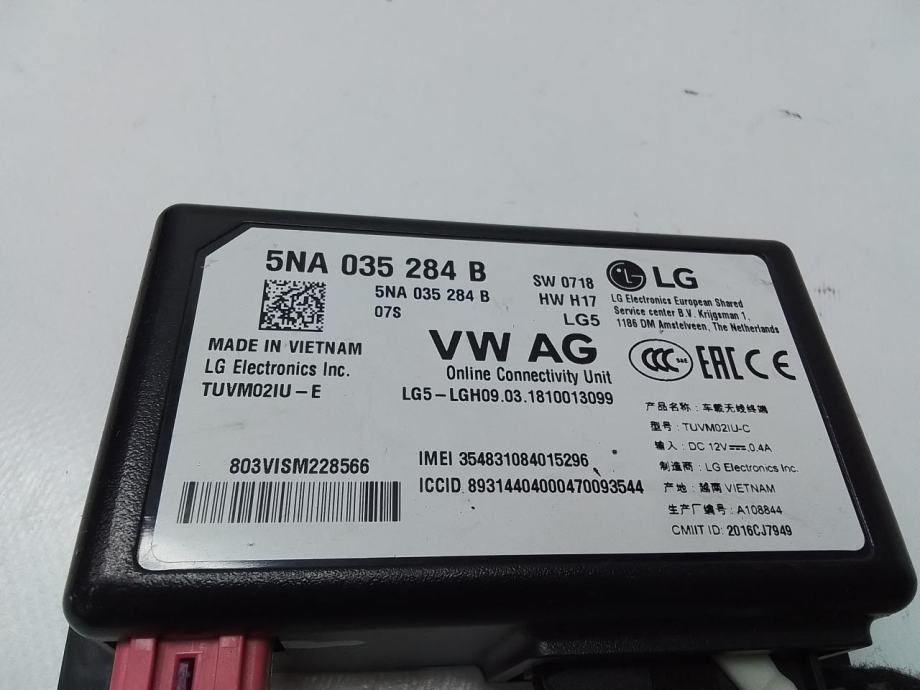 5NA 035 284 B
5NA 035 284 B
07S
SW 0718
HW H17
LG5
LG
LG Electronics European Shared
Service center B.V. Krijgsman 1,
1186 DM Amstelveen, The Netherlands
MADE IN VIETNAM
LG Electronics Inc.
TUVM02IU-E
VW AG
Online Connectivity Unit
LG5-LGH09.03.1810013099
CCC S&E EAC CE
803VISM228566
IMEI 354831084015296
ICCID 89314404000470093544
产品名称: 车载无线终端
型号: TUVM02IU-C
输入: DC 12V⎓0.4A
制造商: LG Electronics Inc.
产地: 越南 VIETNAM
生产厂编号: A108844
CMIIT ID: 2016CJ7949